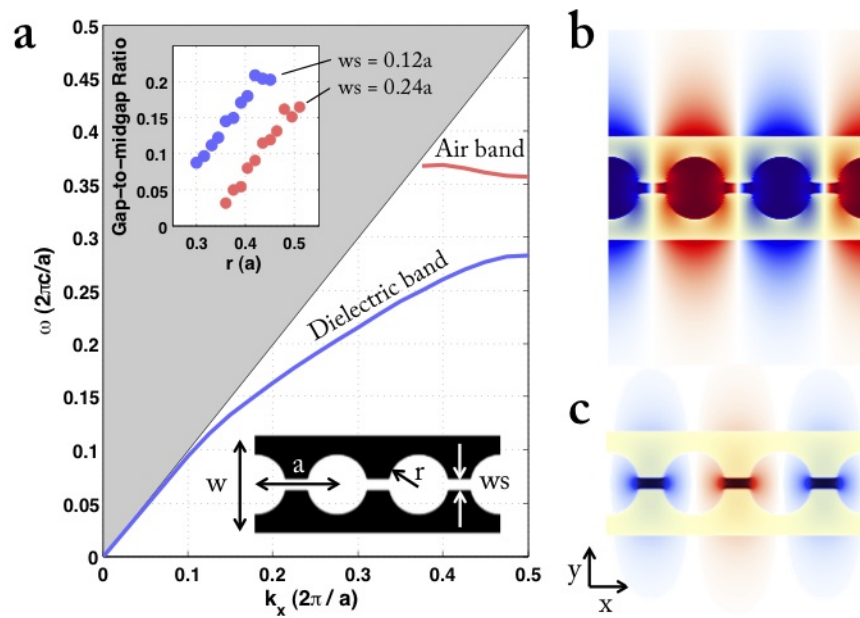 a
b
c
Gap-to-midgap Ratio
0.2
0.15
0.1
0.05
0
0.3
0.4
0.5
r (a)
ws = 0.12a
ws = 0.24a
Air band
Dielectric band
w
a
r
ws
ω (2πc/a)
0.5
0.45
0.4
0.35
0.3
0.25
0.2
0.15
0.1
0.05
0
0
0.1
0.2
0.3
0.4
0.5
k_x (2π / a)
y
x